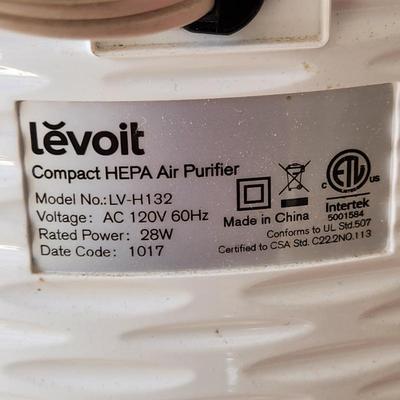 lĕvoit
Compact HEPA Air Purifier
Model No.:LV-H132
Voltage: AC 120V 60Hz
Rated Power: 28W
Date Code: 1017
Made in China
C ETL US
Intertek
5001584
Conforms to UL Std.507
Certified to CSA Std. C22.2NO.113